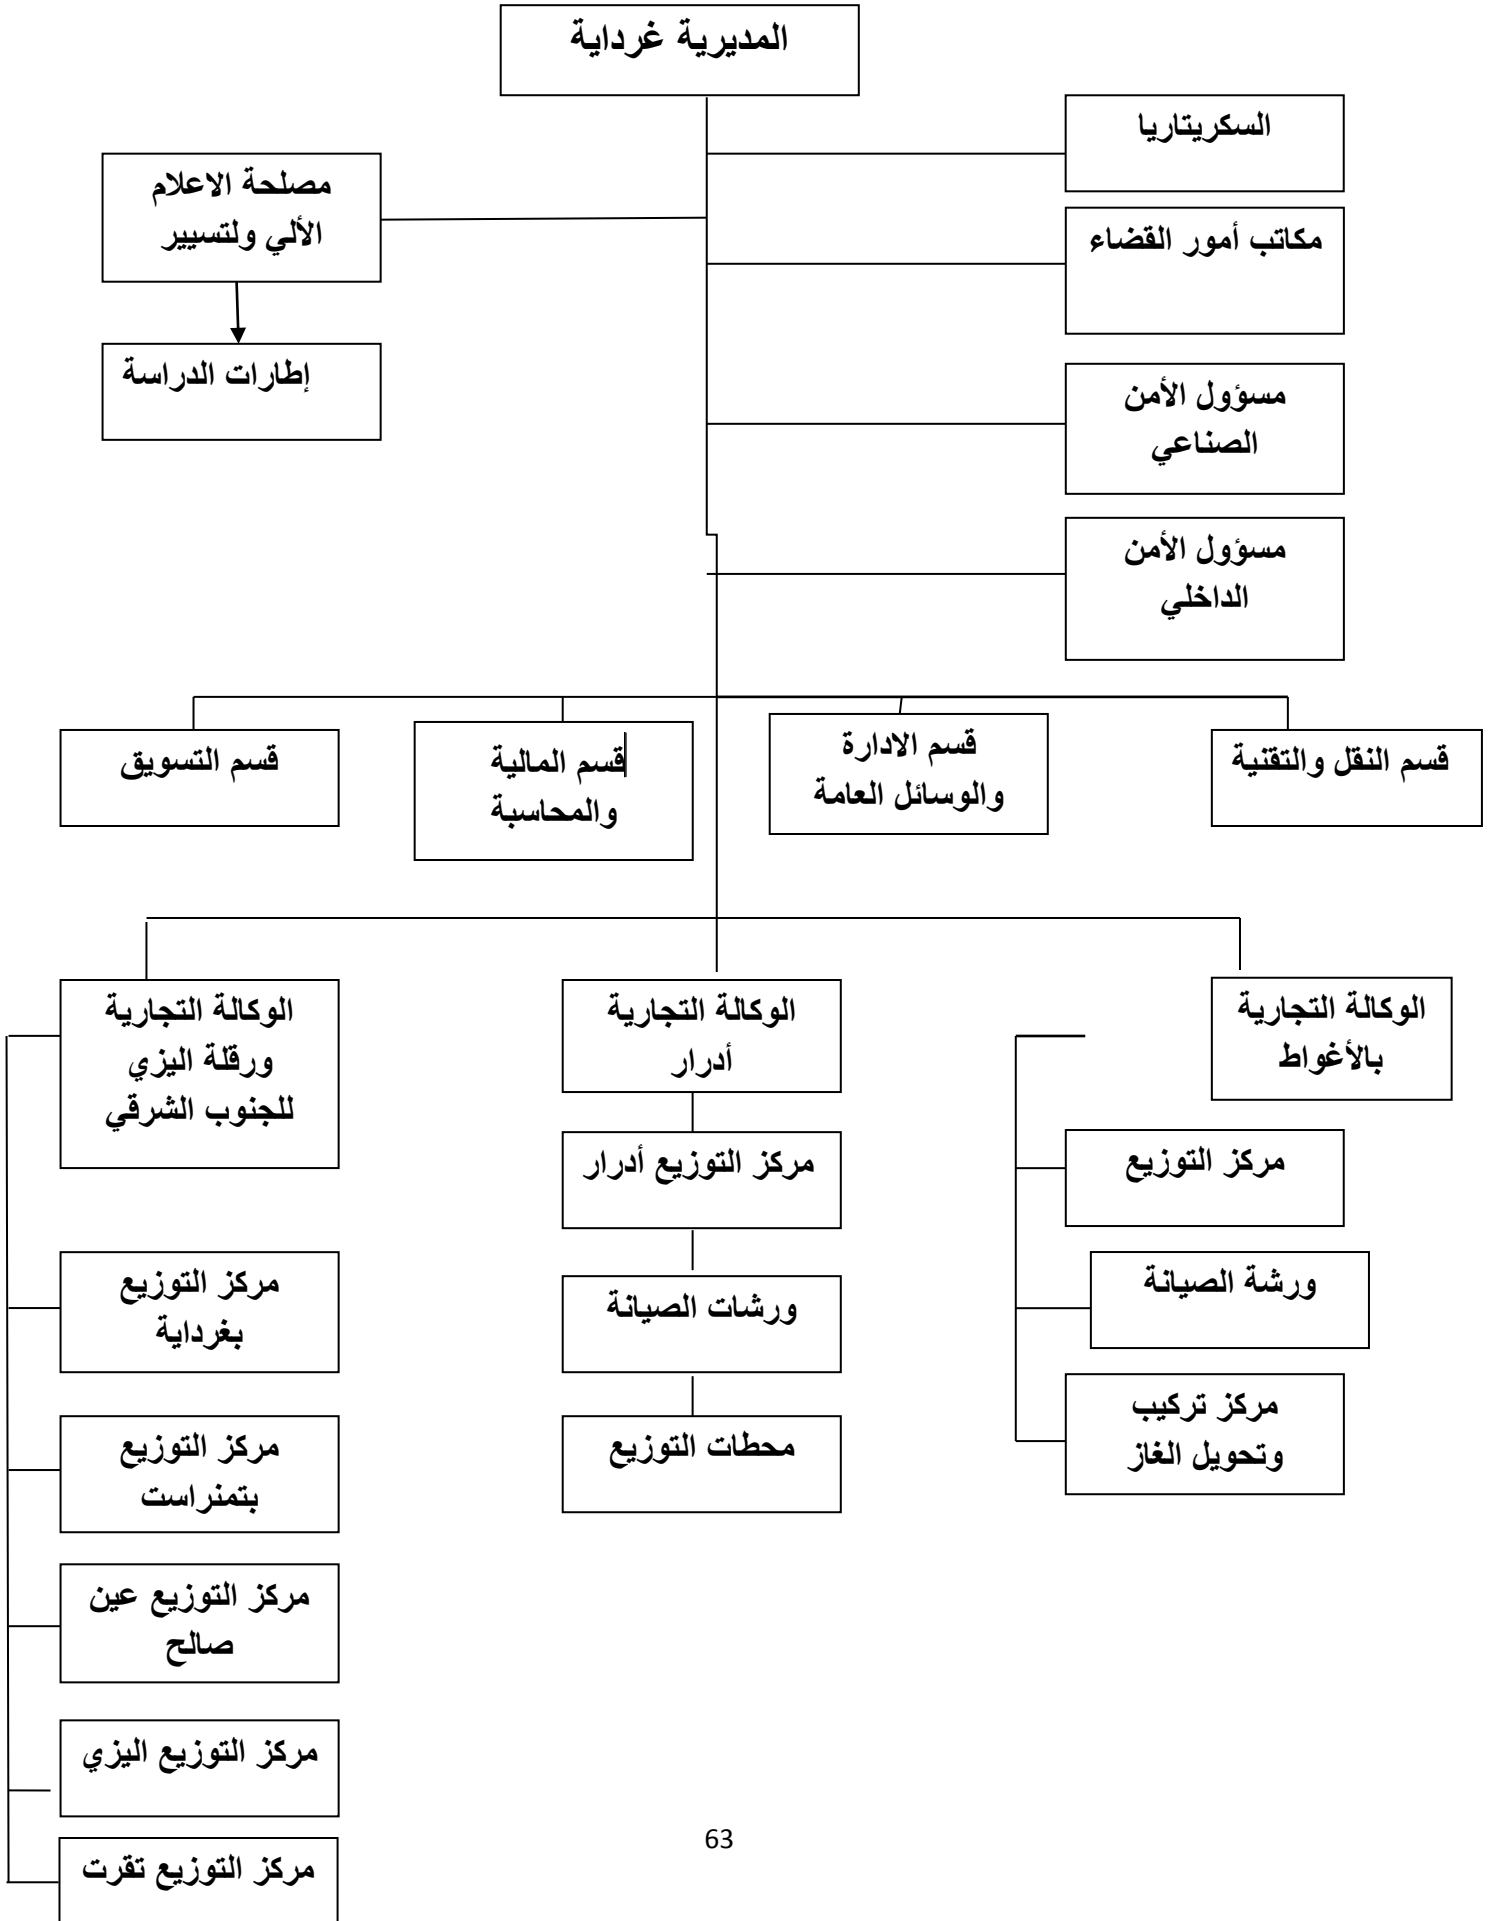 المديرية غرداية
السكريتاريا
مصلحة الاعلام
الألي ولتسيير
مكاتب أمور القضاء
إطارات الدراسة
مسؤول الأمن
الصناعي
مسؤول الأمن
الداخلي
قسم النقل والتقنية
قسم الادارة
والوسائل العامة
قسم المالية
والمحاسبة
قسم التسويق
الوكالة التجارية
بالأغواط
مركز التوزيع
ورشة الصيانة
مركز تركيب
وتحويل الغاز
الوكالة التجارية
أدرار
مركز التوزيع أدرار
ورشات الصيانة
محطات التوزيع
الوكالة التجارية
ورقلة اليزي
للجنوب الشرقي
مركز التوزيع
بغرداية
مركز التوزيع
بتمنراست
مركز التوزيع عين
صالح
مركز التوزيع اليزي
مركز التوزيع تقرت
63